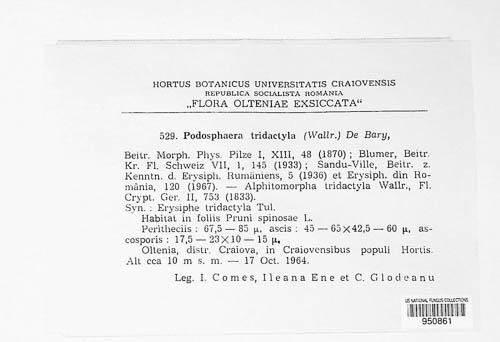 HORTUS BOTANICUS UNIVERSITATIS CRAIOVENSIS
REPUBLICA SOCIALISTA ROMÂNIA
„FLORA OLTENIAE EXSICCATA“
529. Podosphaera tridactyla (Wallr.) De Bary,
Beitr. Morph. Phys. Pilze I, XIII, 48 (1870) ; Blumer, Beitr.
Kr. Fl. Schweiz VII, 1, 145 (1933) ; Sandu-Ville, Beitr. z.
Kenntn. d. Erysiph. Rumäniens, 5 (1936) et Erysiph. din Ro-
mânia, 120 (1967). — Alphitomorpha tridactyla Wallr., Fl.
Crypt. Ger. II, 753 (1833).
Syn. : Erysiphe tridactyla Tul.
Habitat in foliis Pruni spinosae L.
Peritheciis : 67,5 — 85 µ, ascis : 45 — 65×42,5 — 60 µ, as-
cosporis : 17,5 — 23×10 — 15 µ,
Oltenia, distr. Craiova, in Craiovensibus populi Hortis.
Alt cca 10 m s. m. — 17 Oct. 1964.
Leg. I. Comes, Ileana Ene et C. Glodeanu
US NATIONAL FUNGUS COLLECTIONS
950861